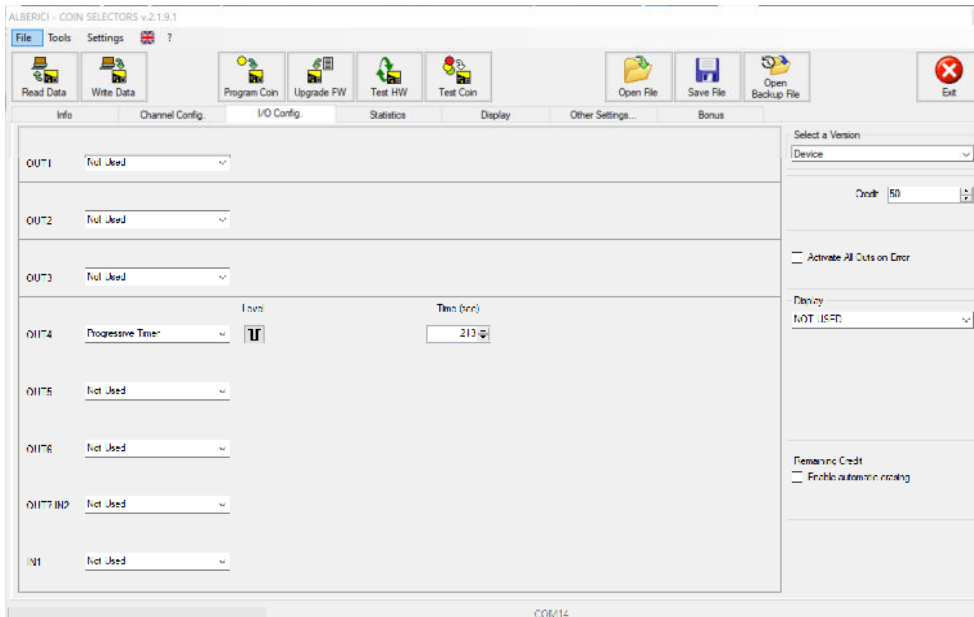 ALBERICI - COIN SELECTORS v.2.1.9.1
File Tools Settings ?
Read Data Write Data Program Coin Upgrade FW Test HW Test Coin Open File Save File Open Backup File Exit
Info Channel Config. I/O Config. Statistics Display Other Settings... Bonus
Select a Version
Device
OUT1 Not Used
Credit 50
OUT2 Not Used
Activate All Outs on Error
OUT3 Not Used
Display
NOT USED
Level Time (sec)
OUT4 Progressive Timer 213
OUT5 Not Used
OUT6 Not Used
Remaining Credit
Enable automatic erasing
OUT7 IN2 Not Used
IN1 Not Used
COM14